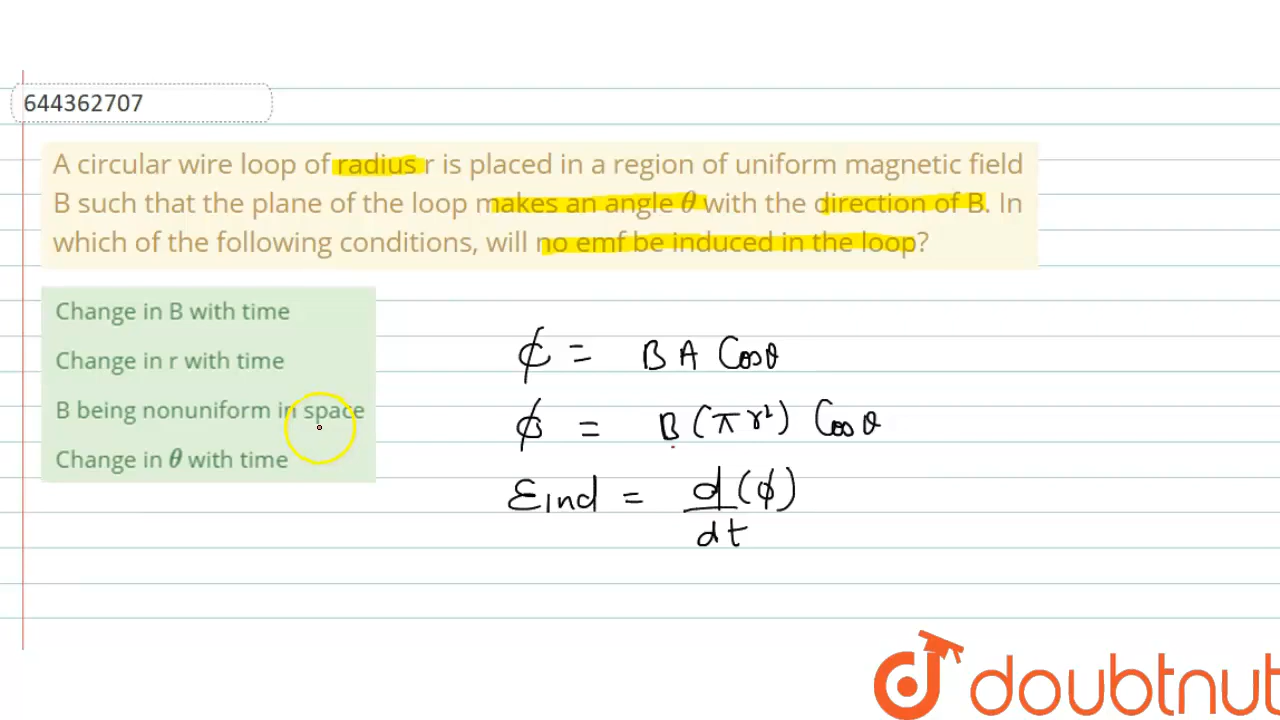 644362707
A circular wire loop of radius r is placed in a region of uniform magnetic field
B such that the plane of the loop makes an angle θ with the direction of B. In
which of the following conditions, will no emf be induced in the loop?
Change in B with time
Change in r with time
B being nonuniform in space
Change in θ with time
ϕ = B A Cosθ
ϕ = B (πr²) Cosθ
Ɛind = d(ϕ)
dt
doubtnut